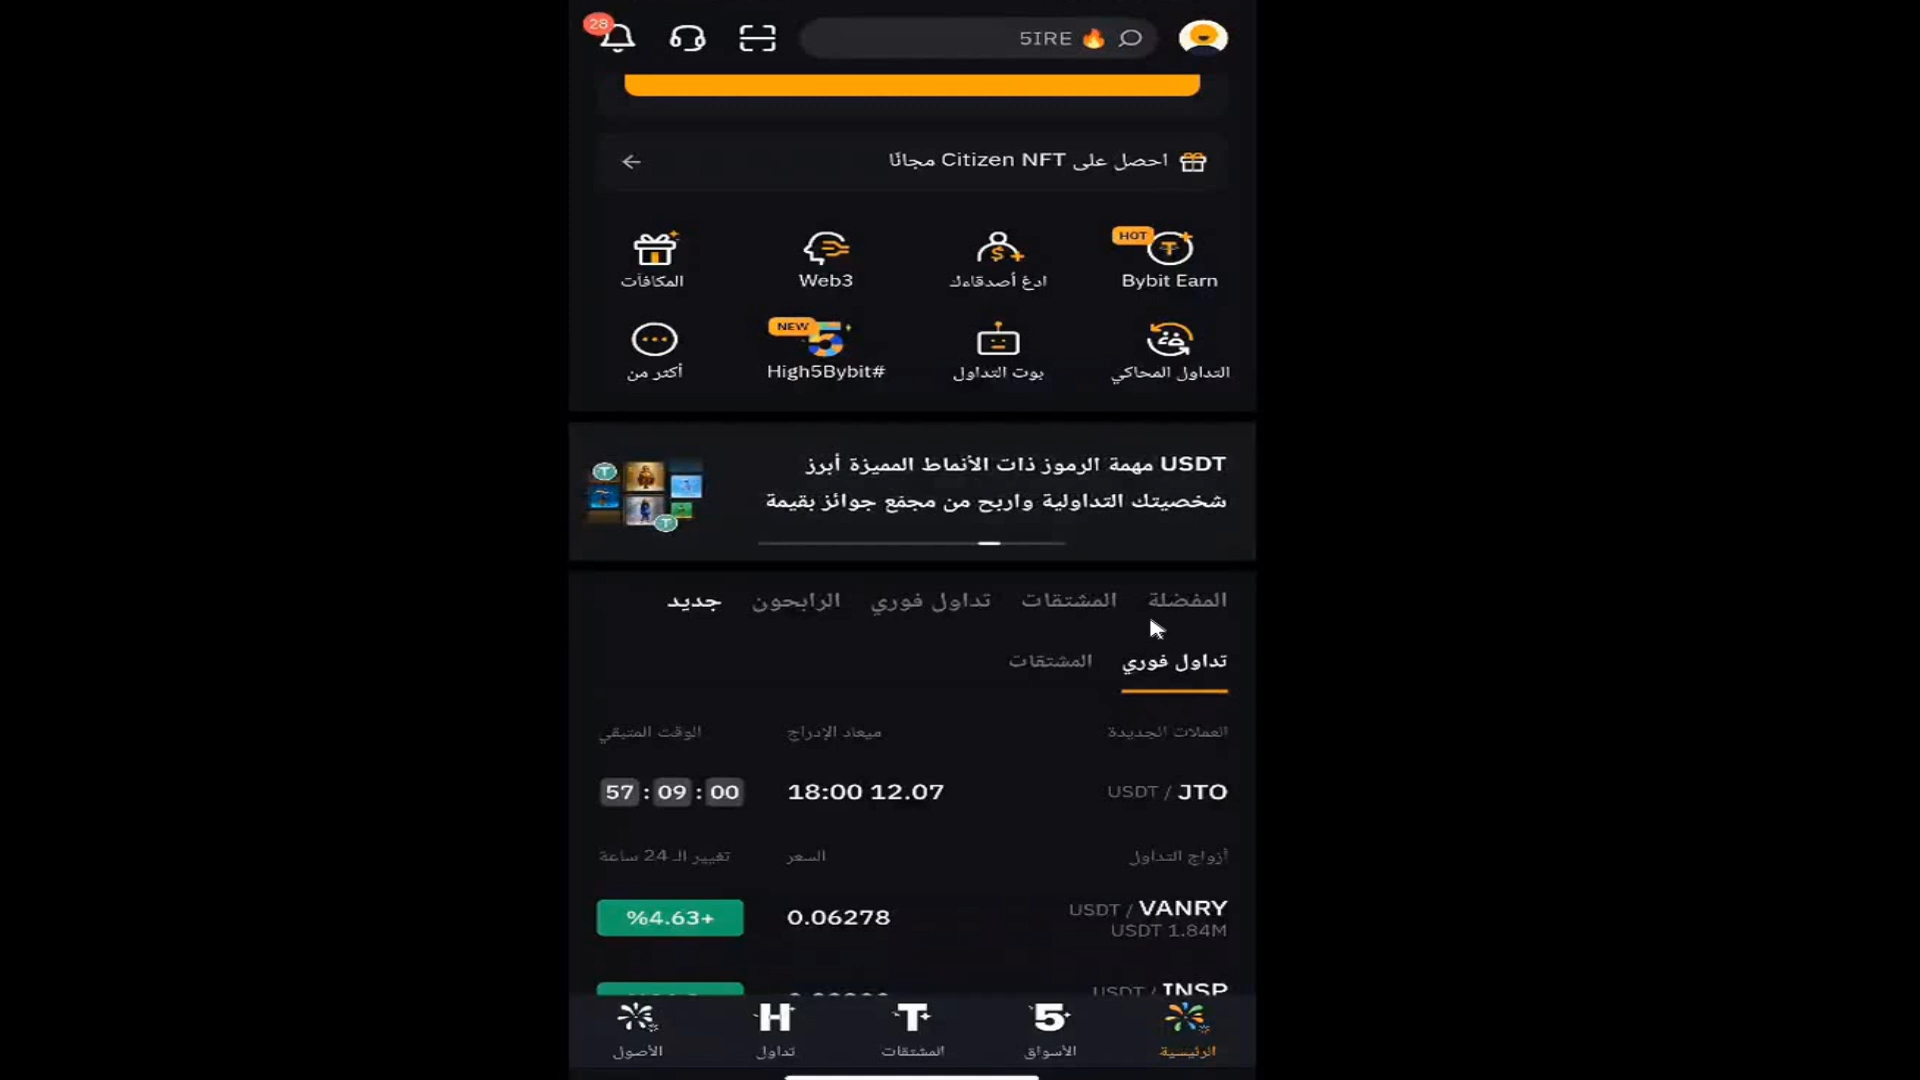 5IRE 🔥
28
احصل على Citizen NFT مجانًا
HOT
Bybit Earn
ادعُ أصدقاءك
Web3
المكافآت
التداول المحاكي
بوت التداول
NEW
#High5Bybit
أكثر من
USDT مهمة الرموز ذات الأنماط المميزة أبرز
شخصيتك التداولية واربح من مجمّع جوائز بقيمة
المفضلة المشتقات تداول فوري الرابحون جديد
تداول فوري المشتقات
العملات الجديدة ميعاد الإدراج الوقت المتبقي
JTO / USDT 18:00 12.07 57 : 09 : 00
أزواج التداول السعر تغيير الـ 24 ساعة
VANRY / USDT 0.06278 %4.63+
USDT 1.84M
INSP / USDT
H T 5
الرئيسية الأسواق المشتقات تداول الأصول